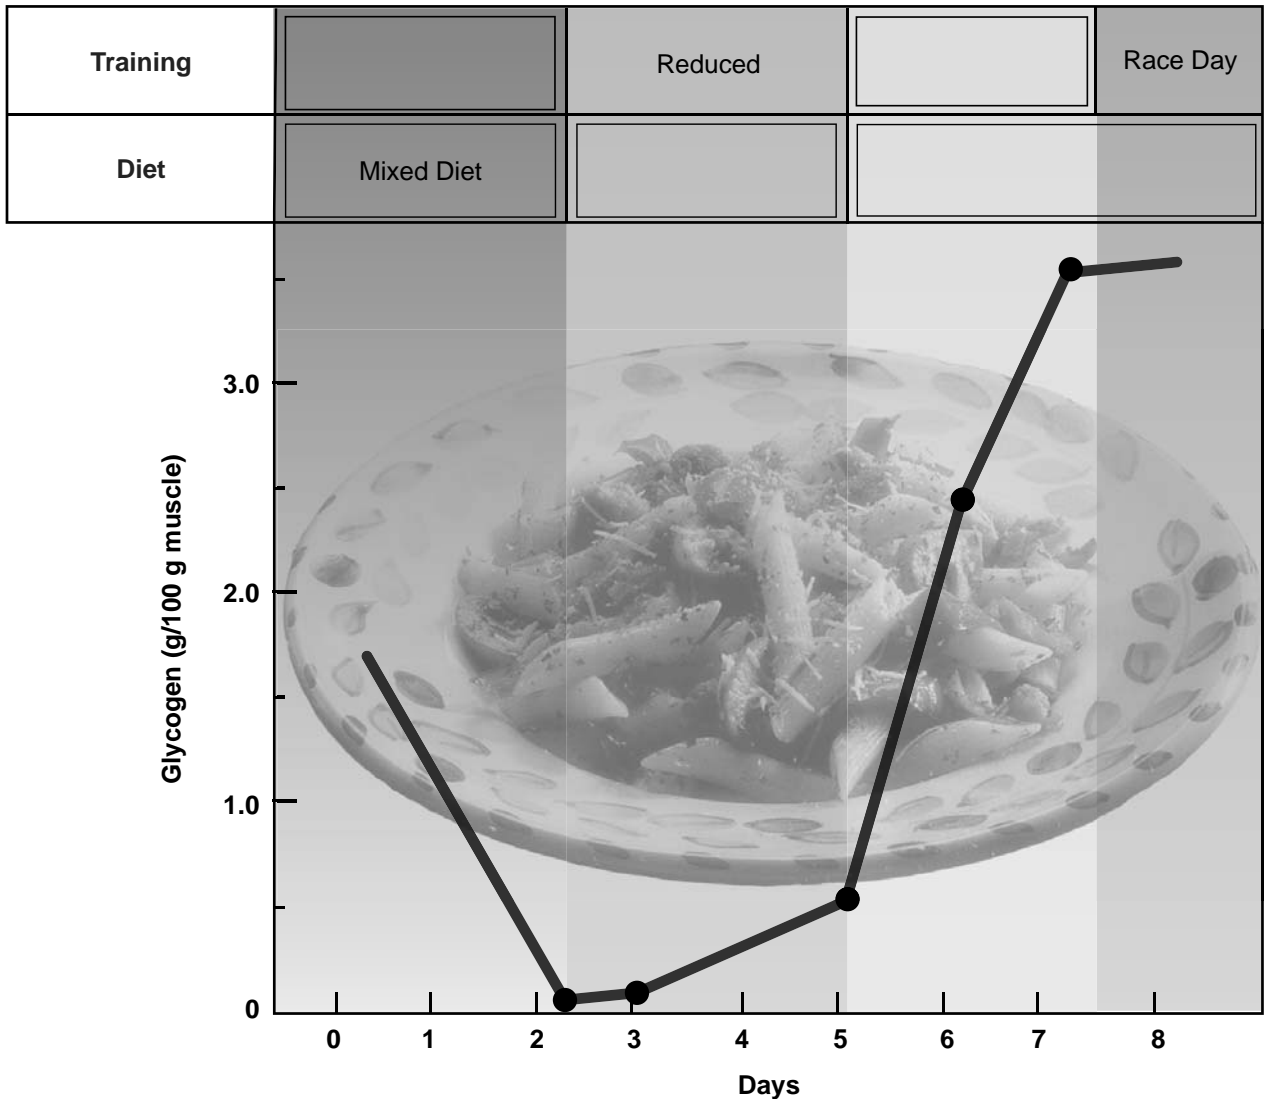 Training
Reduced
Race Day
Diet
Mixed Diet
3.0
2.0
1.0
0
Glycogen (g/100 g muscle)
0 1 2 3 4 5 6 7 8
Days